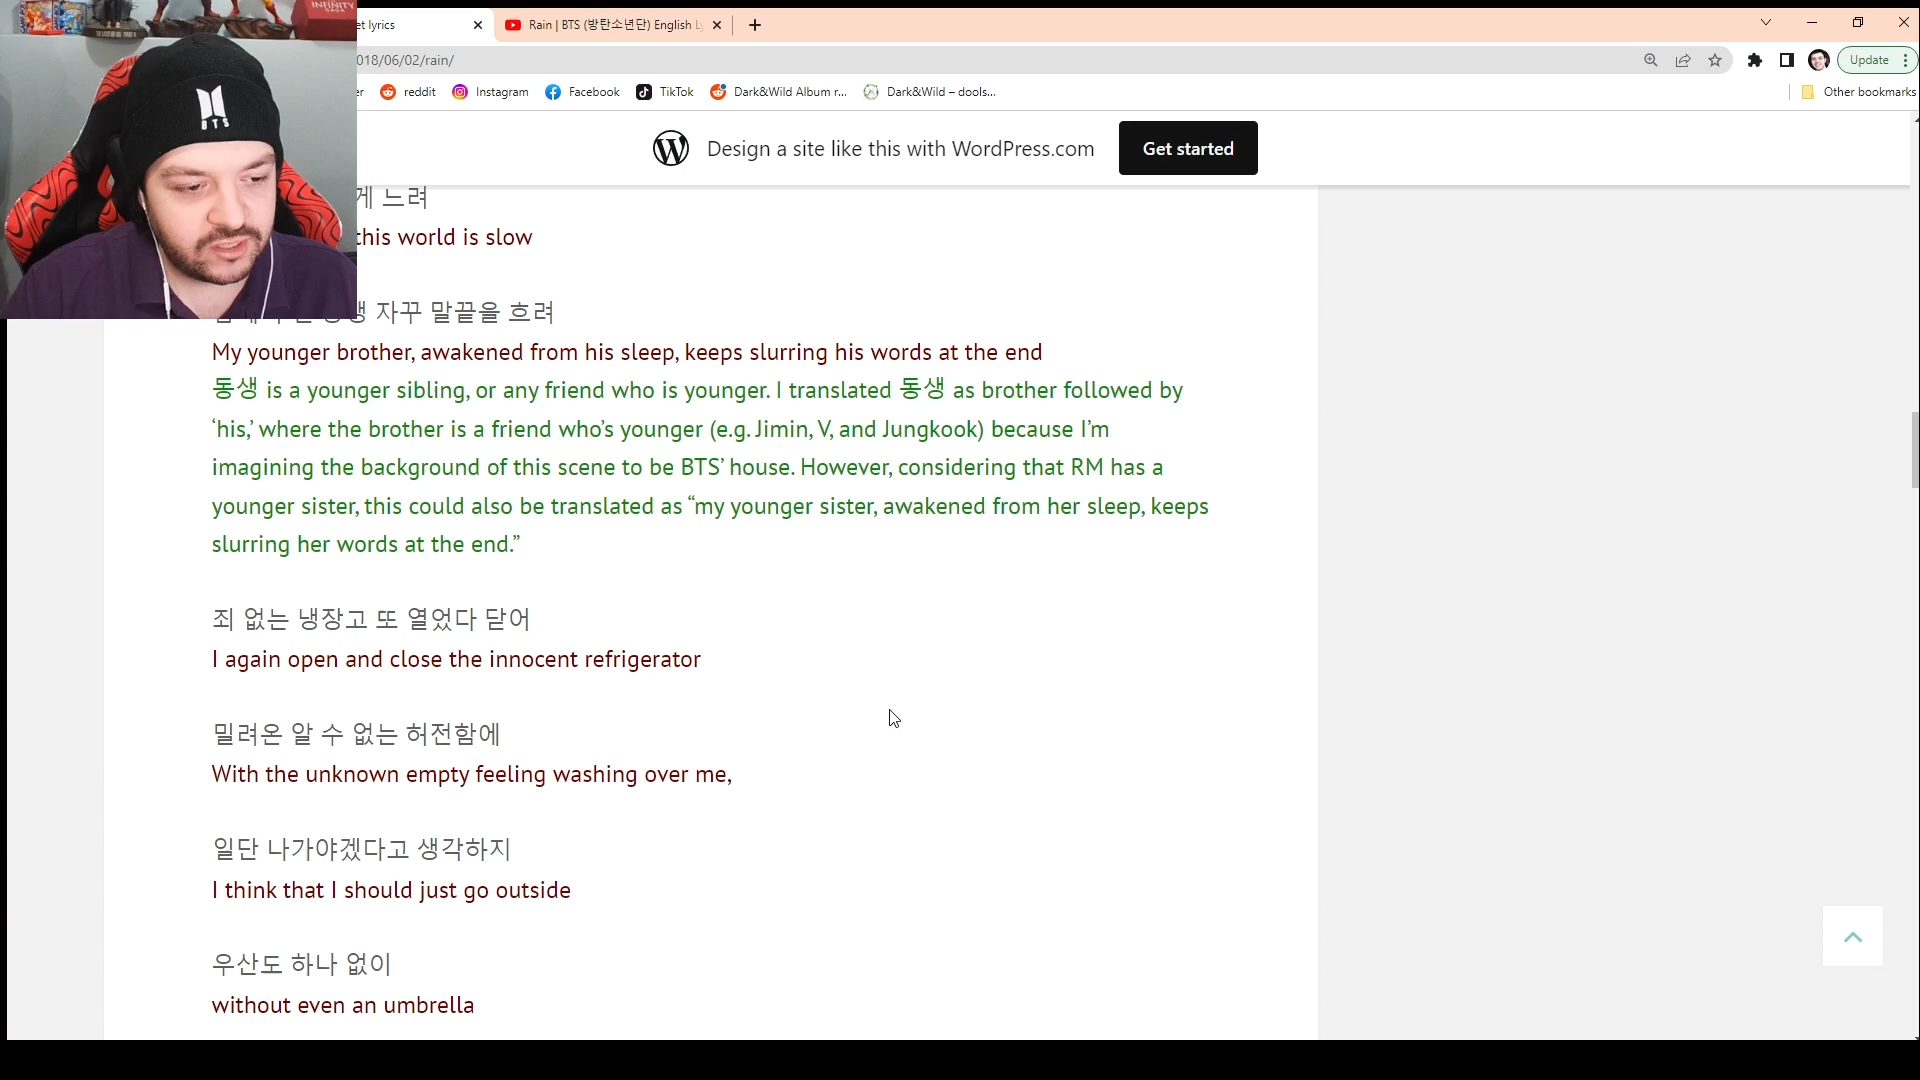 INFINITY
SAGA
BTS
et lyrics
Rain | BTS (방탄소년단) English L
018/06/02/rain/
Update
er
reddit
Instagram
Facebook
TikTok
Dark&Wild Album r...
Dark&Wild – dools...
Other bookmarks
Design a site like this with WordPress.com
Get started
게 느려
this world is slow
자꾸 말끝을 흐려
My younger brother, awakened from his sleep, keeps slurring his words at the end
동생 is a younger sibling, or any friend who is younger. I translated 동생 as brother followed by
‘his,’ where the brother is a friend who’s younger (e.g. Jimin, V, and Jungkook) because I’m
imagining the background of this scene to be BTS’ house. However, considering that RM has a
younger sister, this could also be translated as “my younger sister, awakened from her sleep, keeps
slurring her words at the end.”
죄 없는 냉장고 또 열었다 닫어
I again open and close the innocent refrigerator
밀려온 알 수 없는 허전함에
With the unknown empty feeling washing over me,
일단 나가야겠다고 생각하지
I think that I should just go outside
우산도 하나 없이
without even an umbrella